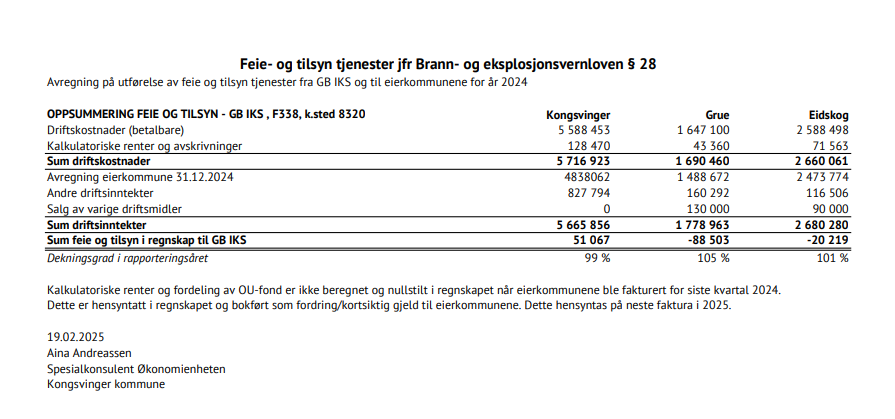 Feie- og tilsyn tjenester jfr Brann- og eksplosjonsvernloven § 28
Avregning på utførelse av feie og tilsyn tjenester fra GB IKS og til eierkommunene for år 2024
OPPSUMMERING FEIE OG TILSYN - GB IKS , F338, k.sted 8320 Kongsvinger Grue Eidskog
Driftskostnader (betalbare) 5 588 453 1 647 100 2 588 498
Kalkulatoriske renter og avskrivninger 128 470 43 360 71 563
Sum driftskostnader 5 716 923 1 690 460 2 660 061
Avregning eierkommune 31.12.2024 4838062 1 488 672 2 473 774
Andre driftsinntekter 827 794 160 292 116 506
Salg av varige driftsmidler 0 130 000 90 000
Sum driftsinntekter 5 665 856 1 778 963 2 680 280
Sum feie og tilsyn i regnskap til GB IKS 51 067 -88 503 -20 219
Dekningsgrad i rapporteringsåret 99 % 105 % 101 %
Kalkulatoriske renter og fordeling av OU-fond er ikke beregnet og nullstilt i regnskapet når eierkommunene ble fakturert for siste kvartal 2024.
Dette er hensyntatt i regnskapet og bokført som fordring/kortsiktig gjeld til eierkommunene. Dette hensyntas på neste faktura i 2025.
19.02.2025
Aina Andreassen
Spesialkonsulent Økonomienheten
Kongsvinger kommune